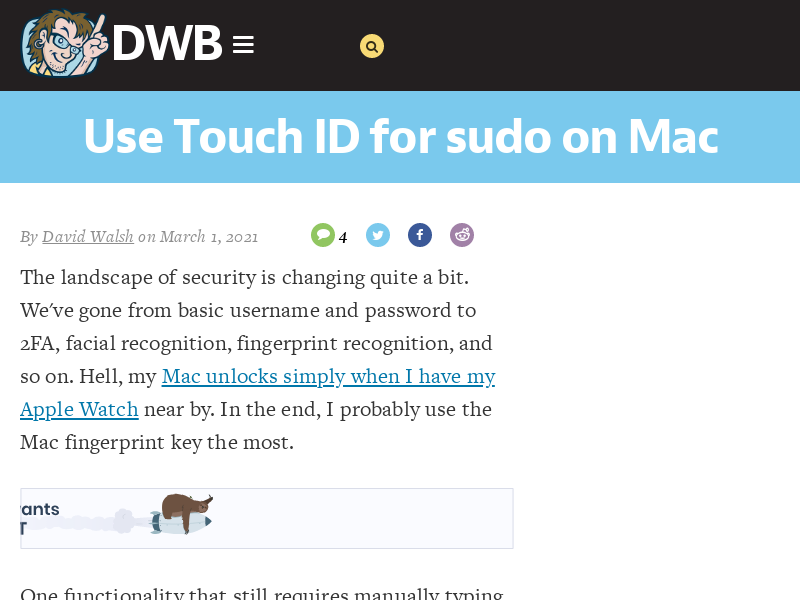 DWB
Use Touch ID for sudo on Mac
By David Walsh on March 1, 2021
4
The landscape of security is changing quite a bit.
We've gone from basic username and password to
2FA, facial recognition, fingerprint recognition, and
so on. Hell, my Mac unlocks simply when I have my
Apple Watch near by. In the end, I probably use the
Mac fingerprint key the most.
ants
T
One functionality that still requires manually typing